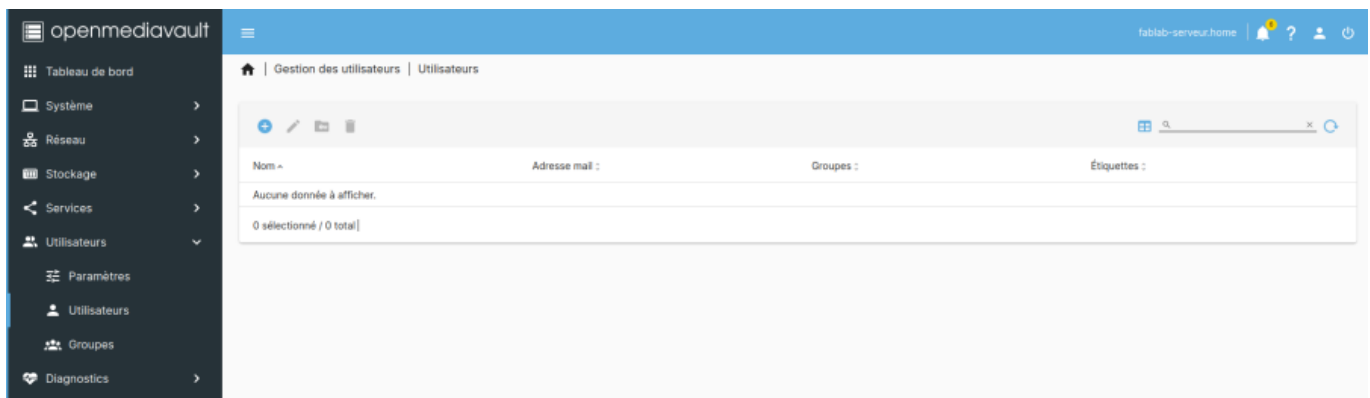 openmediavault
fablab-serveur.home
6
?
Tableau de bord
Gestion des utilisateurs | Utilisateurs
Système
Réseau
Nom
Adresse mail
Groupes
Étiquettes
Stockage
Aucune donnée à afficher.
Services
0 sélectionné / 0 total
Utilisateurs
Paramètres
Utilisateurs
Groupes
Diagnostics